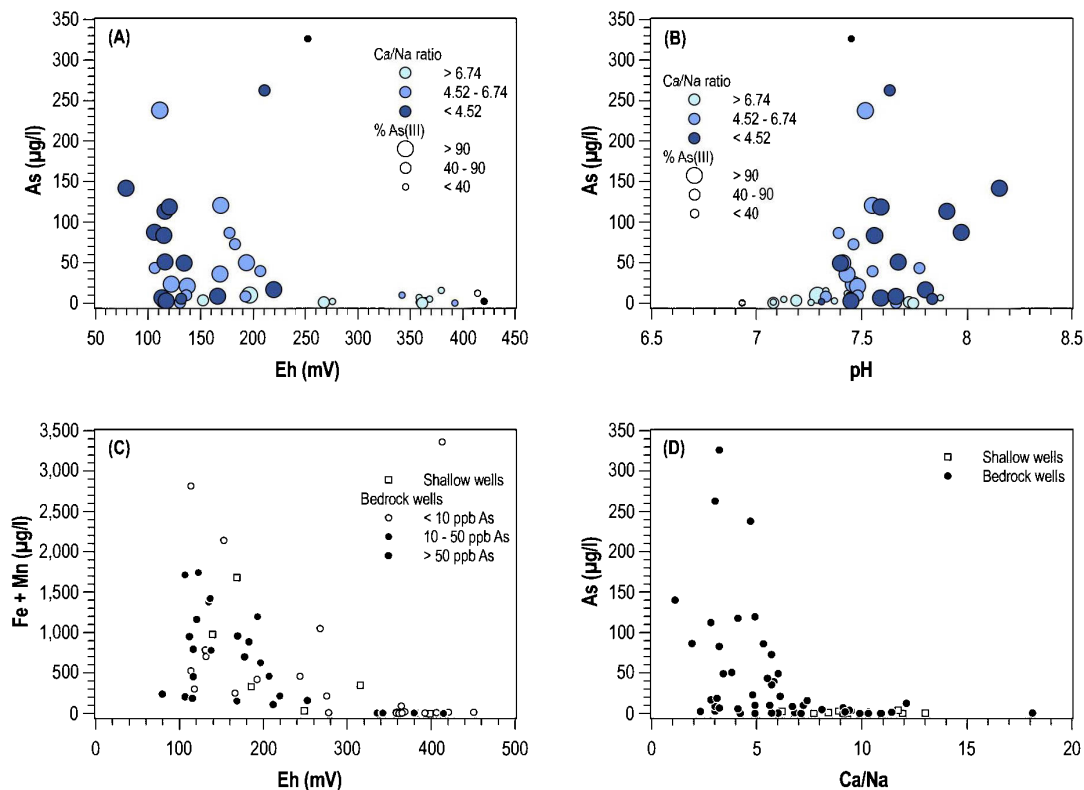 (A)
As (µg/l)
350
300
250
200
150
100
50
0
Ca/Na ratio
> 6.74
4.52 - 6.74
< 4.52
% As(III)
> 90
40 - 90
< 40
50 100 150 200 250 300 350 400 450
Eh (mV)
(B)
As (µg/l)
350
300
250
200
150
100
50
0
Ca/Na ratio
> 6.74
4.52 - 6.74
< 4.52
% As(III)
> 90
40 - 90
< 40
6.5 7 7.5 8 8.5
pH
(C)
Fe + Mn (µg/l)
3,500
3,000
2,500
2,000
1,500
1,000
500
0
Shallow wells
Bedrock wells
< 10 ppb As
10 - 50 ppb As
> 50 ppb As
0 100 200 300 400 500
Eh (mV)
(D)
As (µg/l)
350
300
250
200
150
100
50
0
Shallow wells
Bedrock wells
0 5 10 15 20
Ca/Na